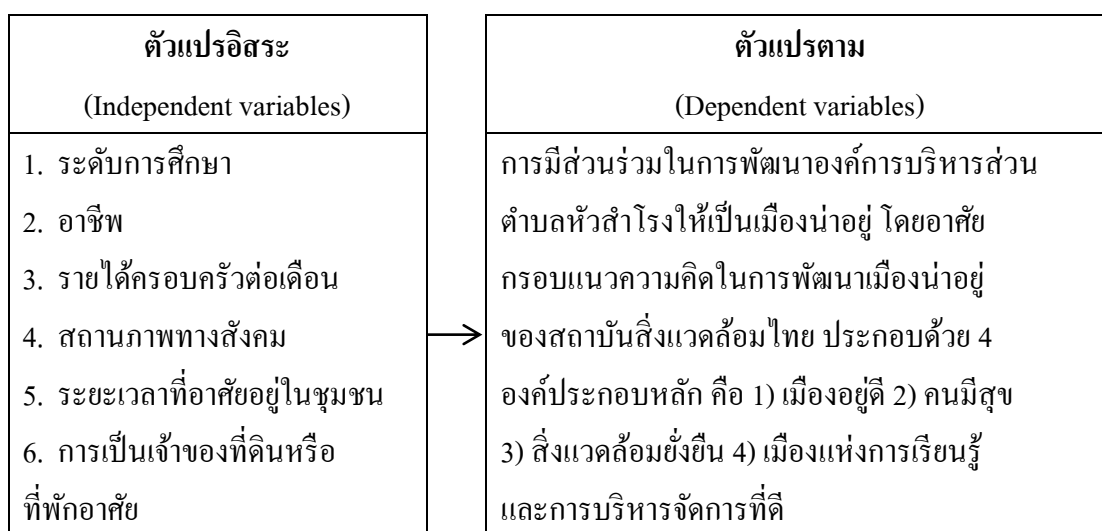 ตัวแปรอิสระ
(Independent variables)
1. ระดับการศึกษา
2. อาชีพ
3. รายได้ครอบครัวต่อเดือน
4. สถานภาพทางสังคม
5. ระยะเวลาที่อาศัยอยู่ในชุมชน
6. การเป็นเจ้าของที่ดินหรือ
ที่พักอาศัย
ตัวแปรตาม
(Dependent variables)
การมีส่วนร่วมในการพัฒนาองค์การบริหารส่วน
ตำบลหัวสำโรงให้เป็นเมืองน่าอยู่ โดยอาศัย
กรอบแนวความคิดในการพัฒนาเมืองน่าอยู่
ของสถาบันสิ่งแวดล้อมไทย ประกอบด้วย 4
องค์ประกอบหลัก คือ 1) เมืองอยู่ดี 2) คนมีสุข
3) สิ่งแวดล้อมยั่งยืน 4) เมืองแห่งการเรียนรู้
และการบริหารจัดการที่ดี